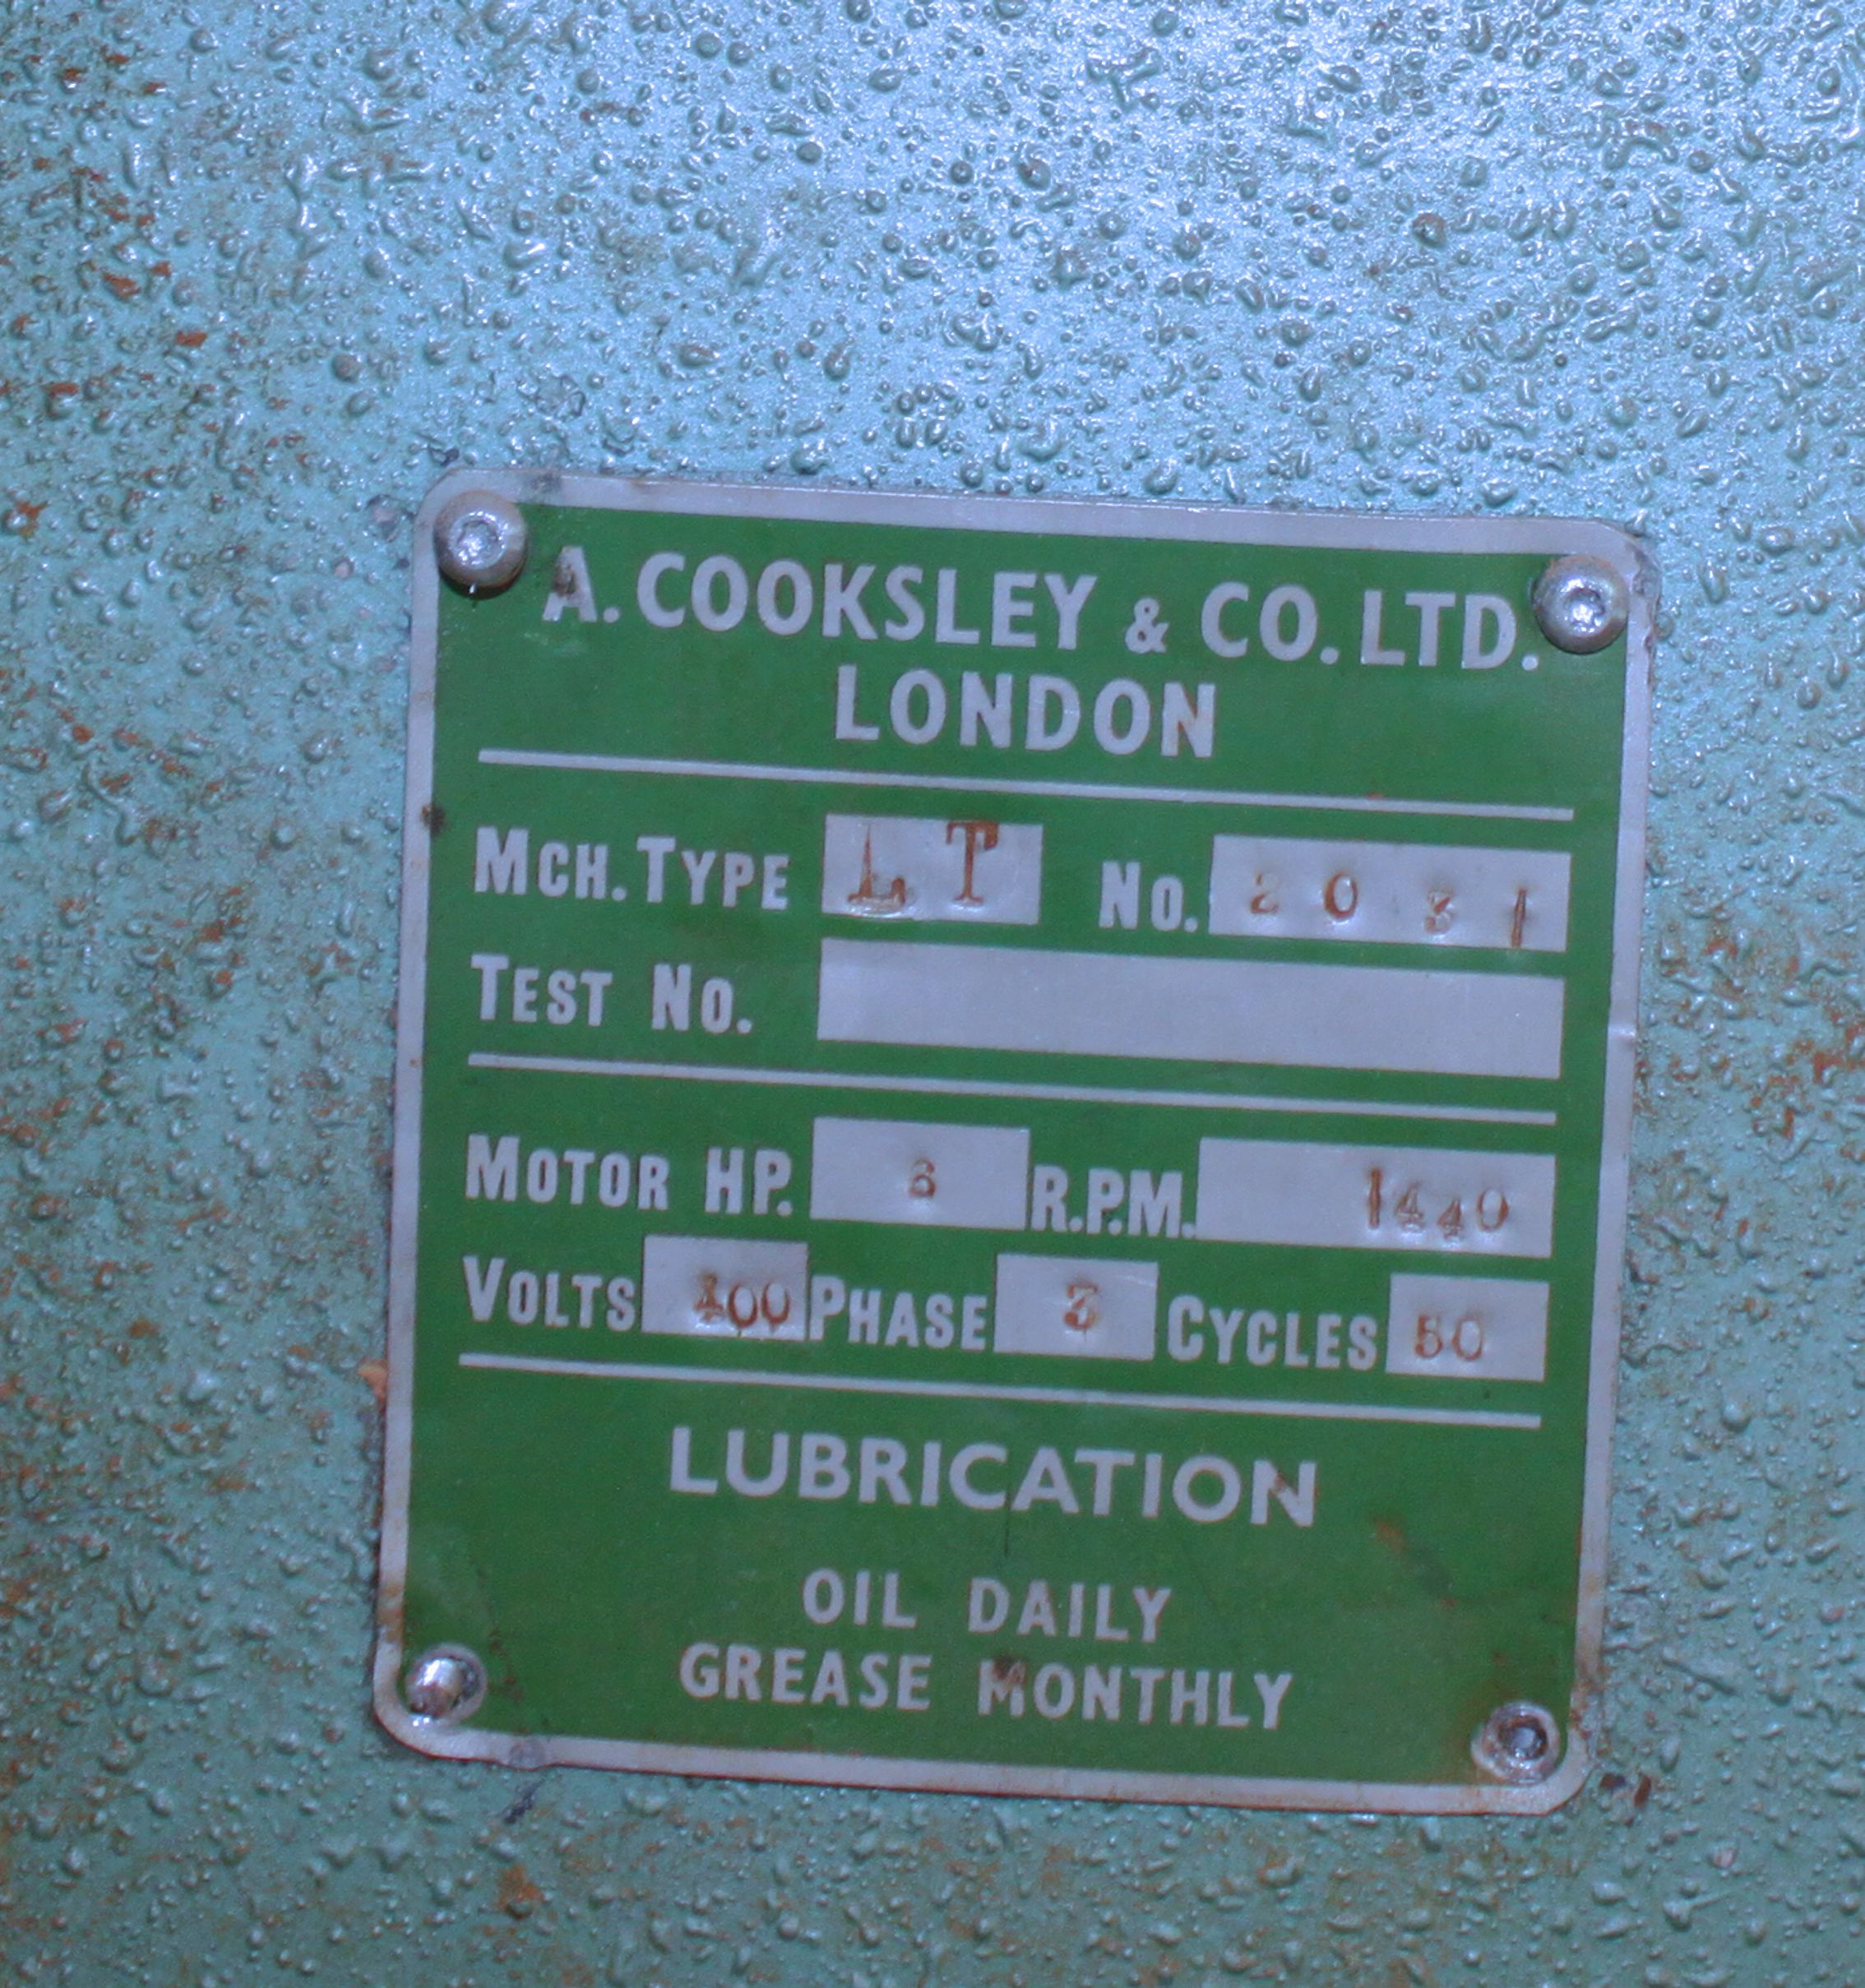 A. COOKSLEY & CO. LTD.
LONDON
MCH. TYPE LT NO. 2031
TEST NO.
MOTOR HP. R.P.M. 1440
VOLTS 400 PHASE 3 CYCLES 50
LUBRICATION
OIL DAILY
GREASE MONTHLY